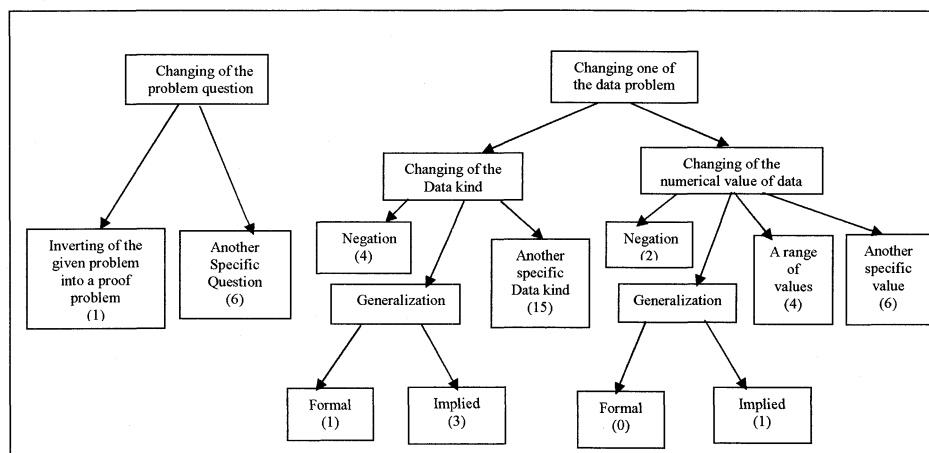 Changing of the
problem question
Changing one of
the data problem
Changing of the
Data kind
Changing of the
numerical value of data
Inverting of the
given problem
into a proof
problem
(1)
Another
Specific
Question
(6)
Negation
(4)
Generalization
Another
specific
Data kind
(15)
Negation
(2)
Generalization
A range
of
values
(4)
Another
specific
value
(6)
Formal
(1)
Implied
(3)
Formal
(0)
Implied
(1)